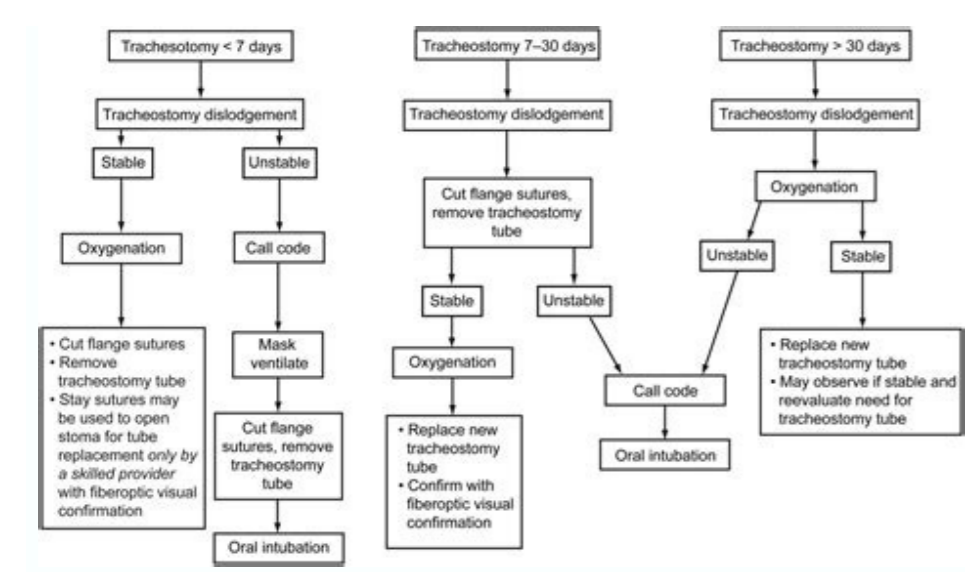 Trachesotomy < 7 days
Tracheostomy dislodgement
Stable
Unstable
Oxygenation
Call code
• Cut flange sutures
• Remove
tracheostomy tube
• Stay sutures may
be used to open
stoma for tube
replacement only by
a skilled provider
with fiberoptic visual
confirmation
Mask
ventilate
Cut flange
sutures, remove
tracheostomy
tube
Oral intubation
Tracheostomy 7–30 days
Tracheostomy dislodgement
Cut flange sutures,
remove tracheostomy
tube
Stable
Unstable
Oxygenation
• Replace new
tracheostomy
tube
• Confirm with
fiberoptic visual
confirmation
Tracheostomy > 30 days
Tracheostomy dislodgement
Oxygenation
Unstable
Stable
Call code
Oral intubation
• Replace new
tracheostomy tube
• May observe if stable and
reevaluate need for
tracheostomy tube